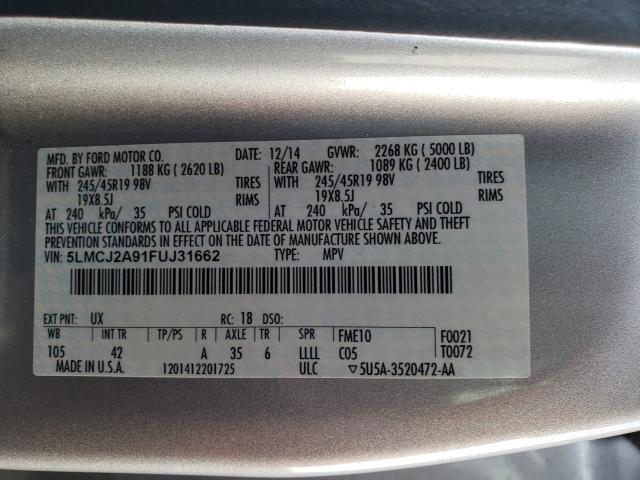 MFD. BY FORD MOTOR CO. DATE: 12/14 GVWR: 2268 KG ( 5000 LB)
FRONT GAWR: 1188 KG ( 2620 LB) REAR GAWR: 1089 KG ( 2400 LB)
WITH 245/45R19 98V TIRES WITH 245/45R19 98V TIRES
19X8.5J RIMS 19X8.5J RIMS
AT 240 kPa/ 35 PSI COLD AT 240 kPa/ 35 PSI COLD
THIS VEHICLE CONFORMS TO ALL APPLICABLE FEDERAL MOTOR VEHICLE SAFETY AND THEFT
PREVENTION STANDARDS IN EFFECT ON THE DATE OF MANUFACTURE SHOWN ABOVE.
VIN: 5LMCJ2A91FUJ31662 TYPE: MPV
EXT PNT: UX RC: 18 DSO:
WB INT TR TP/PS R AXLE TR SPR FME10 F0021
105 42 A 35 6 LLLL C05 T0072
MADE IN U.S.A. 1201412201725 ULC ▽5U5A-3520472-AA